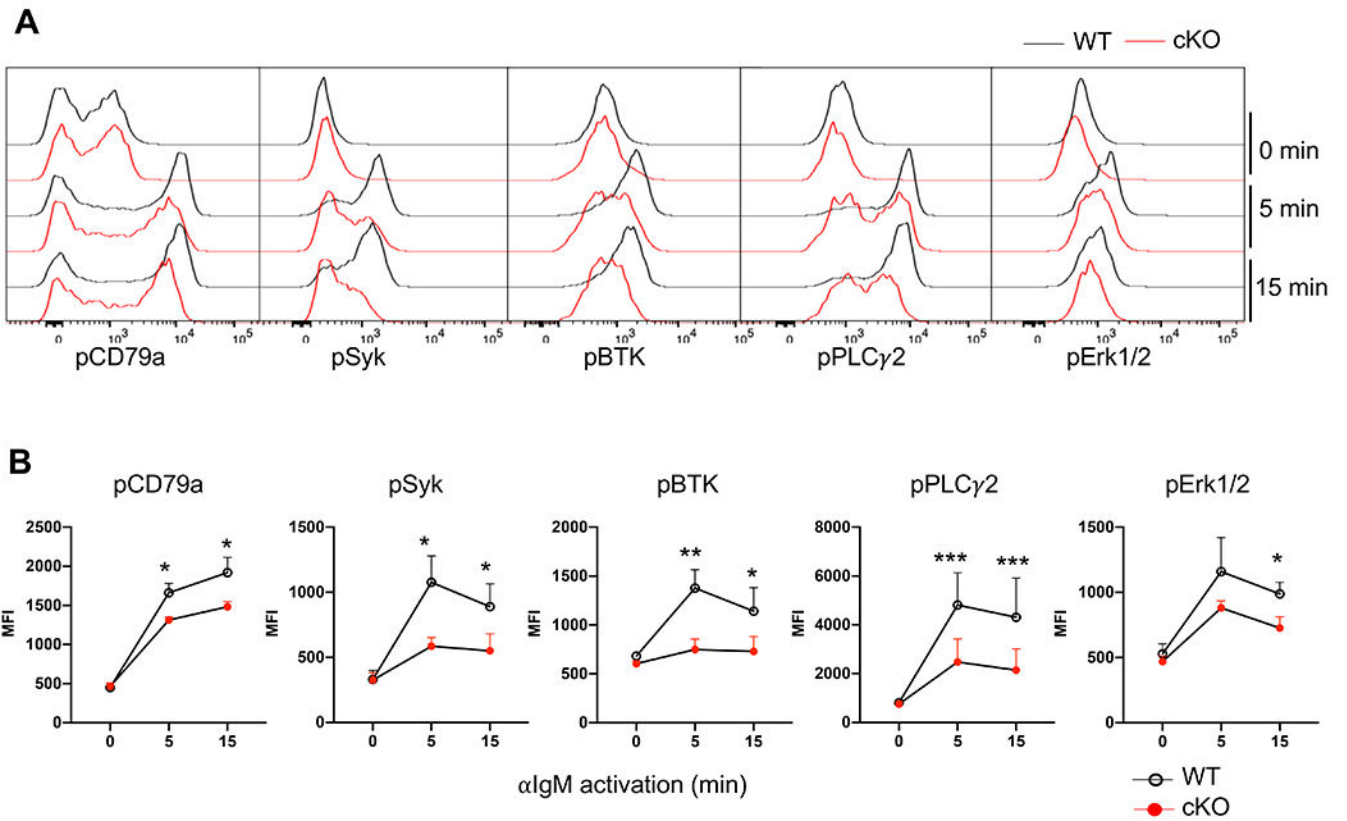 A
WT cKO
0 min
5 min
15 min
0 10³ 10⁴ 10⁵ 0 10³ 10⁴ 10⁵ 0 10³ 10⁴ 10⁵ 0 10³ 10⁴ 10⁵ 0 10³ 10⁴ 10⁵
pCD79a pSyk pBTK pPLCγ2 pErk1/2
B
pCD79a pSyk pBTK pPLCγ2 pErk1/2
MFI
2500
2000
1500
1000
500
0
* *
0 5 15
MFI
1500
1000
500
0
* *
0 5 15
MFI
2000
1500
1000
500
0
** *
0 5 15
MFI
8000
6000
4000
2000
0
*** ***
0 5 15
MFI
1500
1000
500
0
*
0 5 15
αIgM activation (min)
WT
cKO